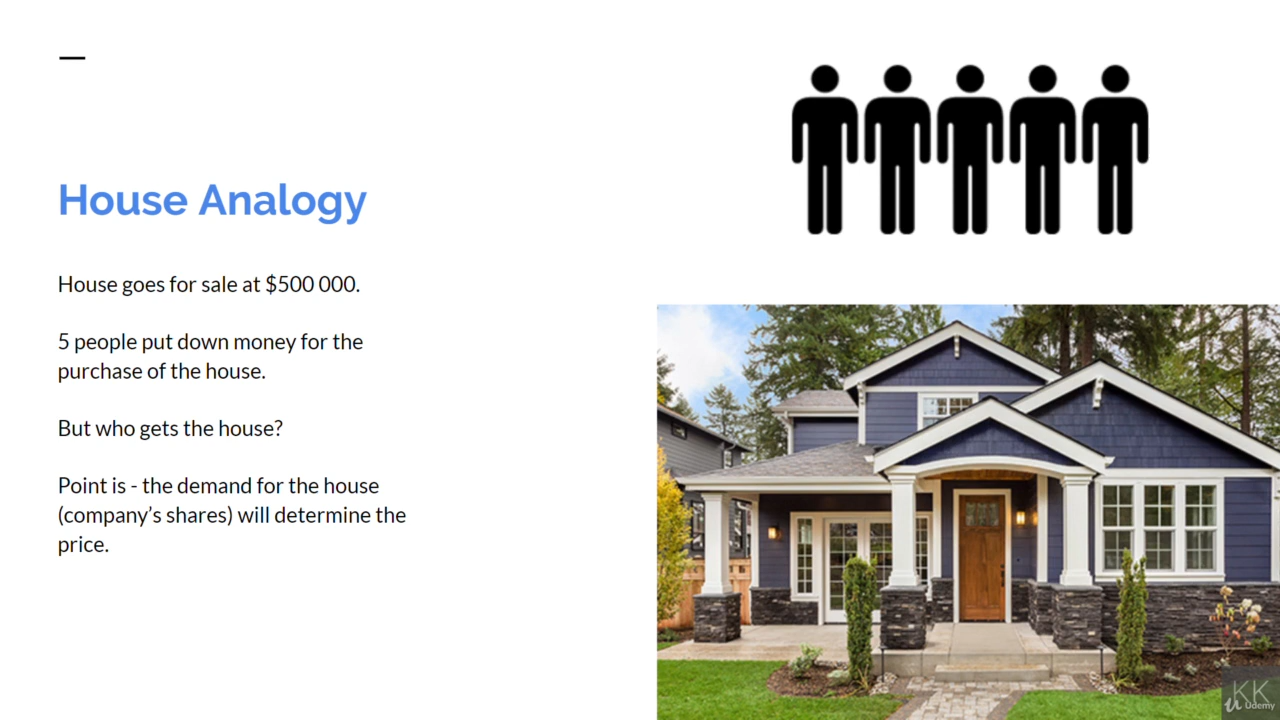 House Analogy
House goes for sale at $500 000.
5 people put down money for the
purchase of the house.
But who gets the house?
Point is - the demand for the house
(company’s shares) will determine the
price.
KK
Udemy